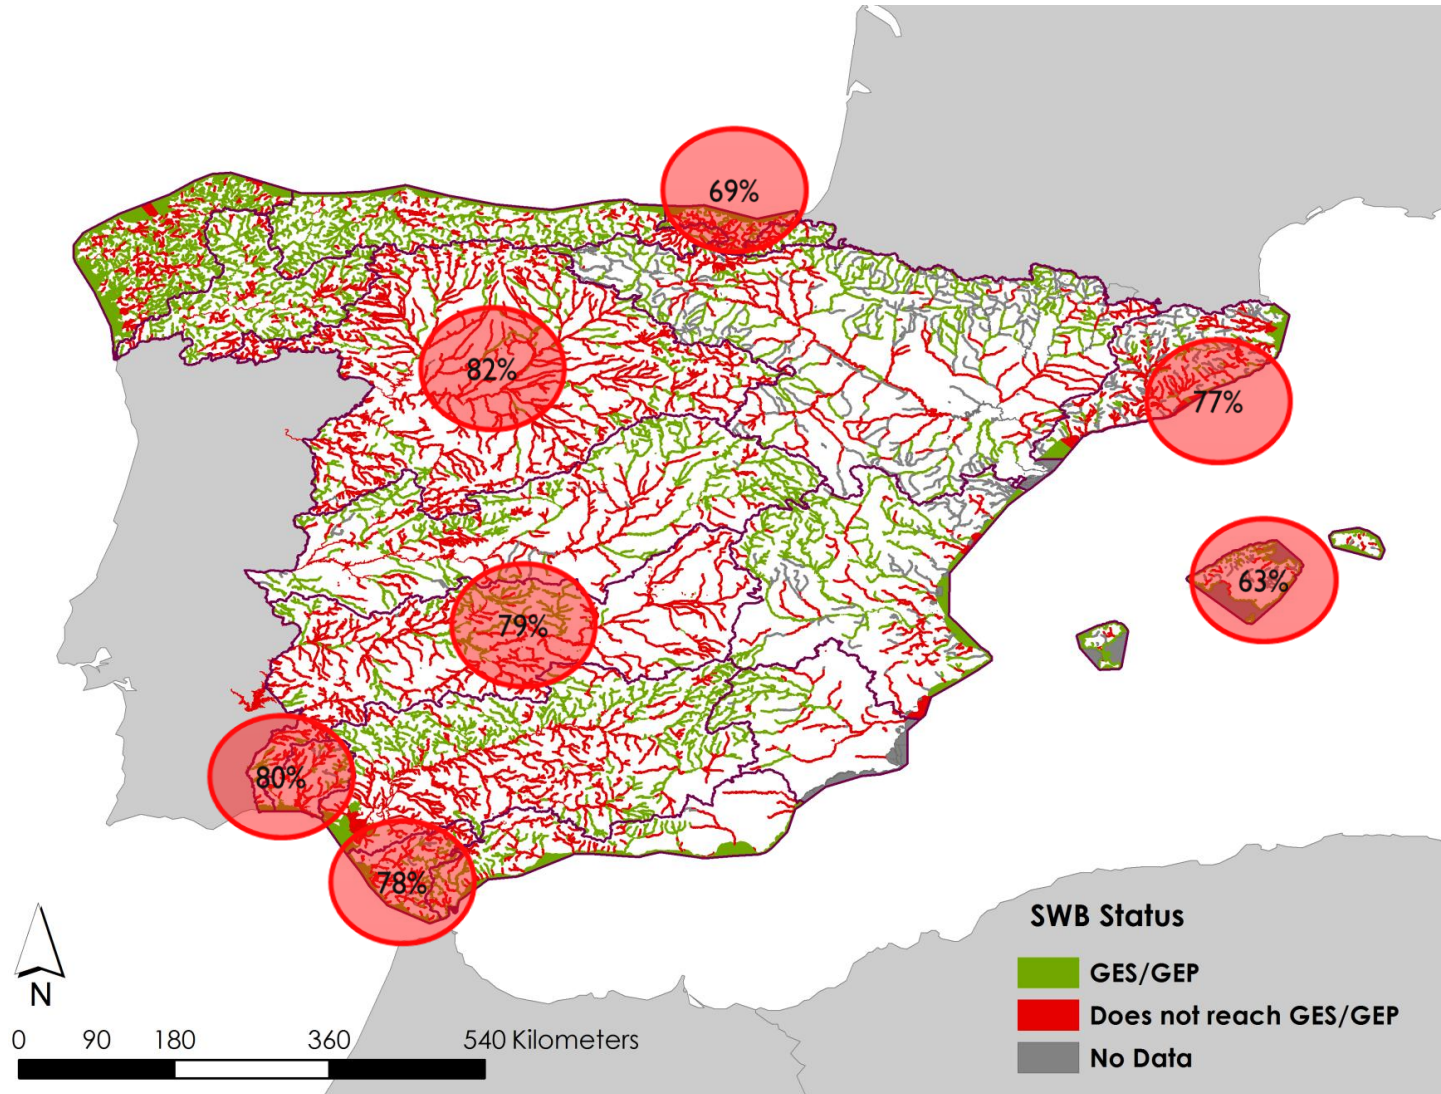 69%
82%
77%
63%
79%
80%
78%
SWB Status
GES/GEP
Does not reach GES/GEP
No Data
N
0 90 180 360 540 Kilometers